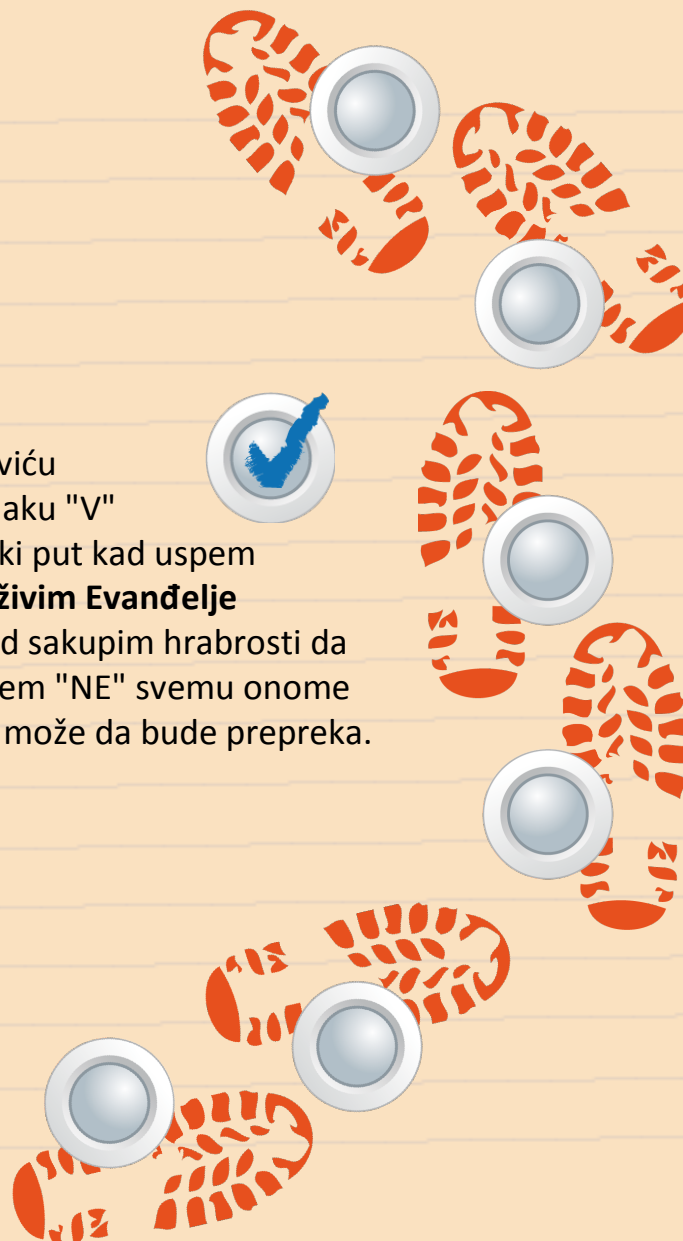 viću
aku "V"
ki put kad uspem
živim Evanđelje
d sakupim hrabrosti da
em "NE" svemu onome
može da bude prepreka.